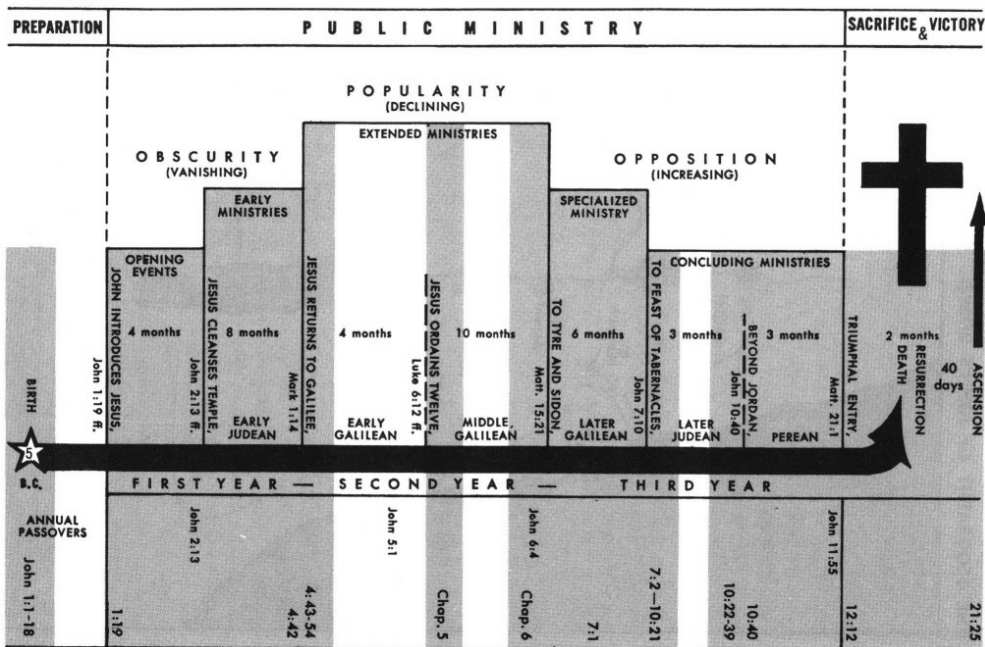 PREPARATION
PUBLIC MINISTRY
SACRIFICE & VICTORY
POPULARITY
(DECLINING)
EXTENDED MINISTRIES
OBSCURITY
(VANISHING)
OPPOSITION
(INCREASING)
EARLY
MINISTRIES
SPECIALIZED
MINISTRY
OPENING
EVENTS
CONCLUDING MINISTRIES
JOHN INTRODUCES JESUS,
John 1:19 ff.
4 months
JESUS CLEANSES TEMPLE,
John 2:13 ff.
8 months
JESUS RETURNS TO GALILEE,
Mark 1:14
4 months
JESUS ORDAINS TWELVE,
Luke 6:12 ff.
10 months
TO TYRE AND SIDON,
Matt. 15:21
6 months
TO FEAST OF TABERNACLES,
John 7:10
3 months
BEYOND JORDAN,
John 10:40
3 months
TRIUMPHAL ENTRY,
Matt. 21:1
2 months
DEATH
RESURRECTION
40
days
ASCENSION
BIRTH
5
B.C.
EARLY
JUDEAN
EARLY
GALILEAN
MIDDLE,
GALILEAN
LATER
GALILEAN
LATER
JUDEAN
PEREAN
FIRST YEAR — SECOND YEAR — THIRD YEAR
ANNUAL
PASSOVERS
John 2:13
John 5:1
John 6:4
John 11:55
John 1:1-18
1:19
4:42
4:43-54
Chap. 5
Chap. 6
7:1
7:2—10:21
10:22-39
10:40
12:12
21:25